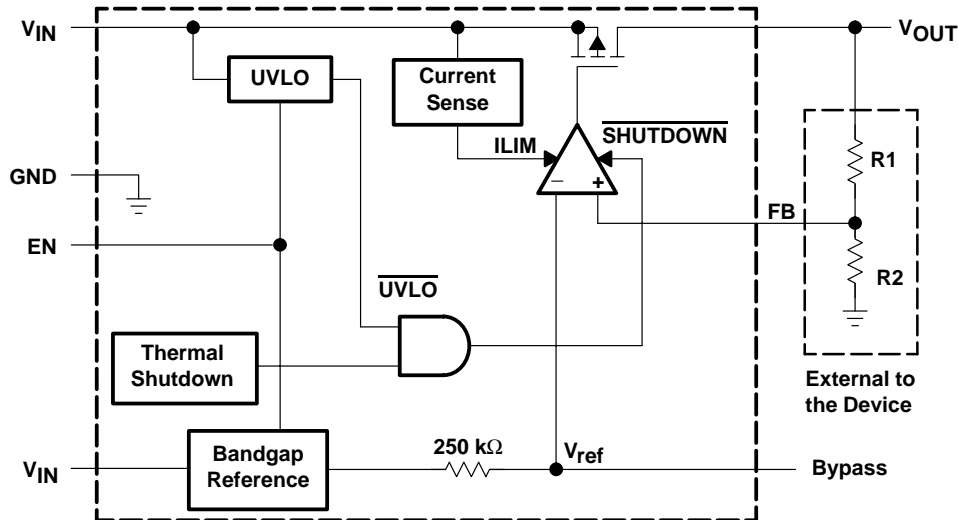 VIN
VOUT
UVLO
Current
Sense
SHUTDOWN
ILIM
R1
GND
− +
FB
EN
R2
UVLO
Thermal
Shutdown
External to
the Device
VIN
Bandgap
Reference
250 kΩ
Vref
Bypass